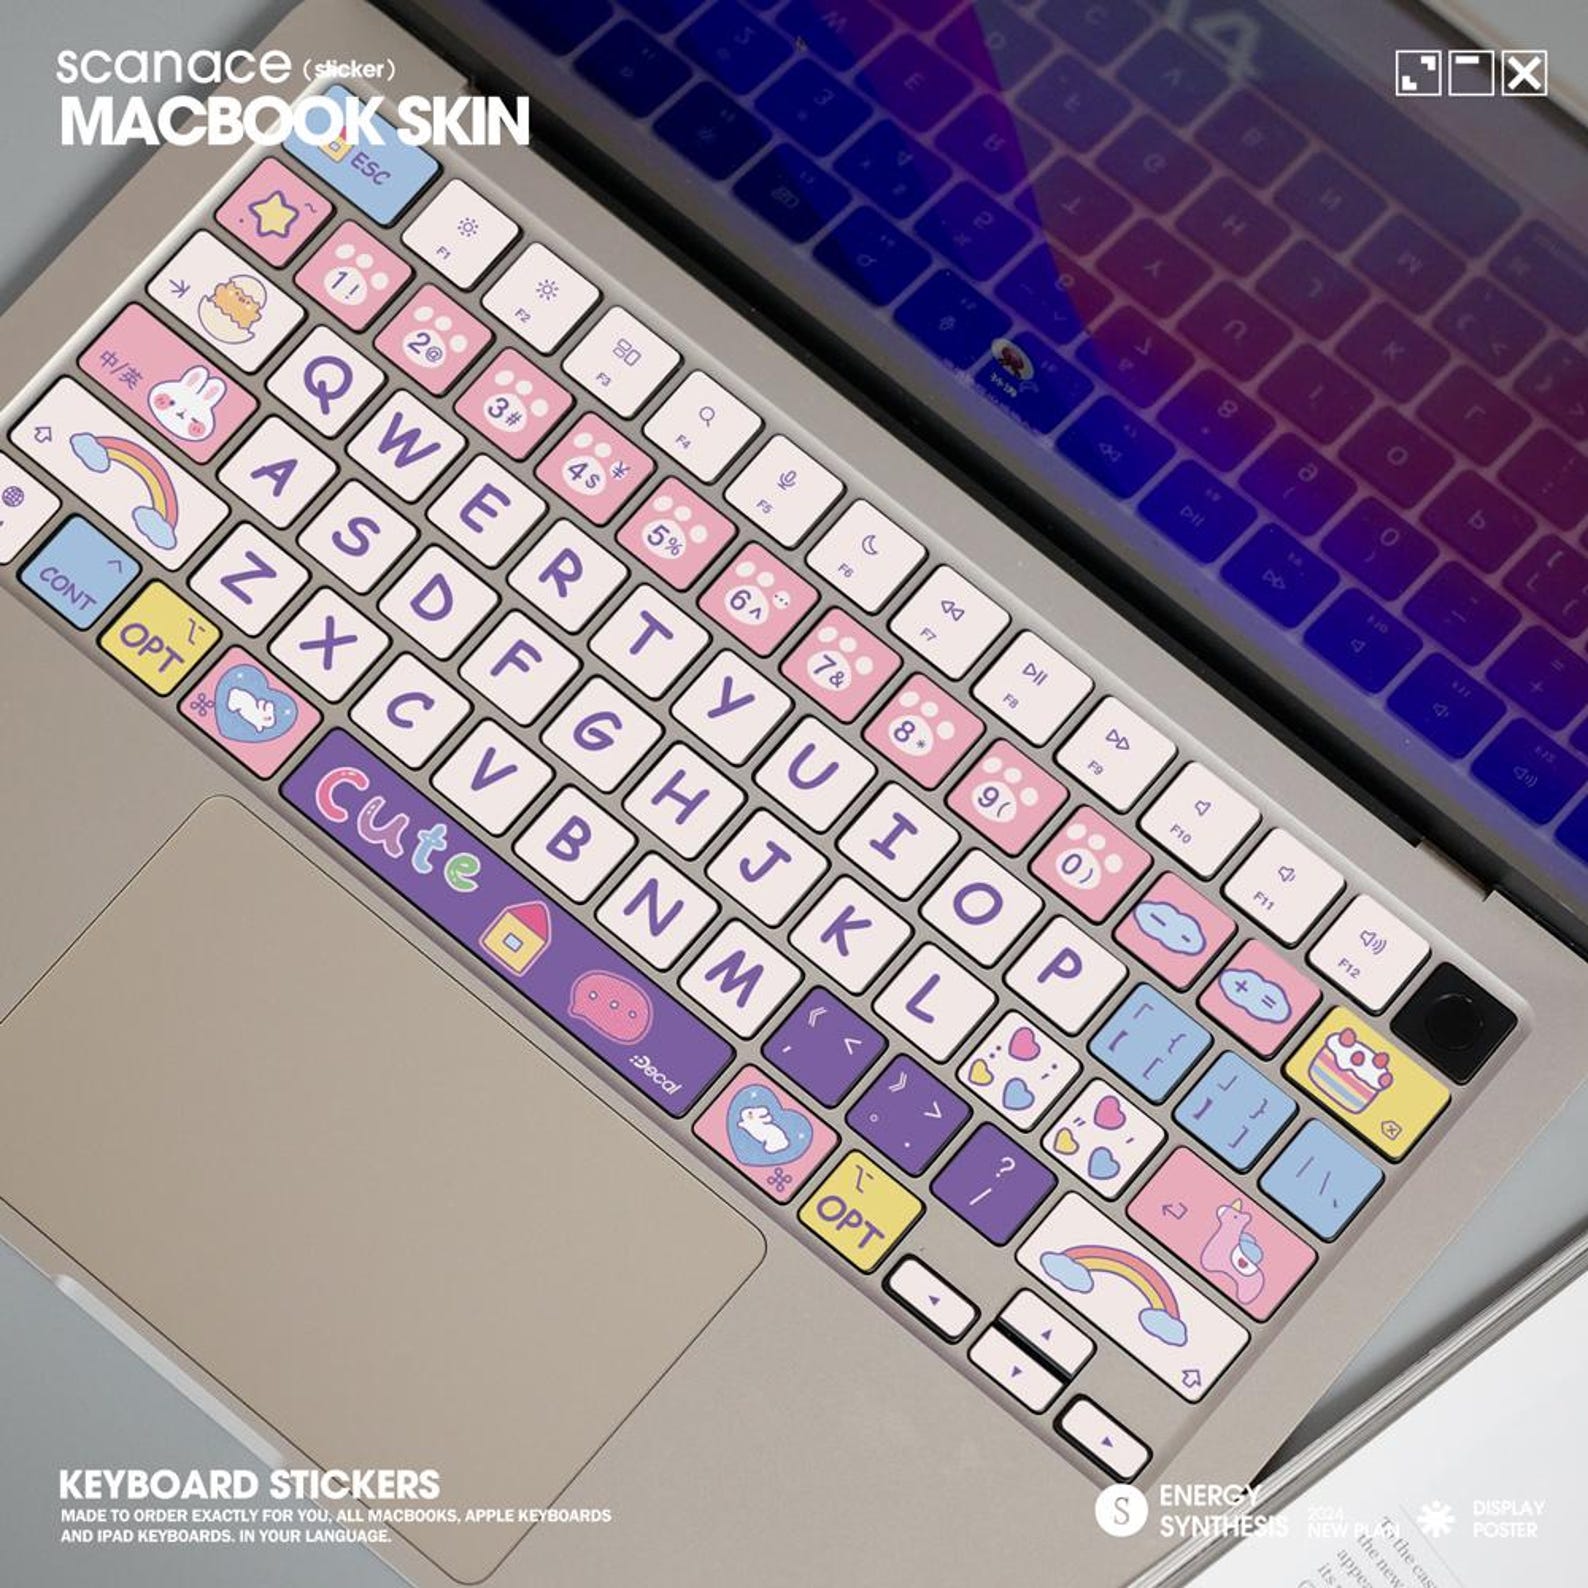 scanace (sticker)
MACBOOK SKIN
ESC
F1
F2
F3
F4
F5
F6
F7
F8
F9
F10
F11
F12
1!
2@
3#
4$ ¥
5%
6^ …
7&
8*
9(
0)
-
+ =
Q W E R T Y U I O P
「 { 【 [
」 } 】 ]
| \ 、
中/英
A S D F G H J K L
: ; 
" '
Z X C V B N M
《 < ,
》 > 。 .
? /
CONT
OPT
Cute
Decal
OPT
KEYBOARD STICKERS
MADE TO ORDER EXACTLY FOR YOU, ALL MACBOOKS, APPLE KEYBOARDS
AND IPAD KEYBOARDS. IN YOUR LANGUAGE.
S
ENERGY
SYNTHESIS
2024
NEW PLAN
DISPLAY
POSTER